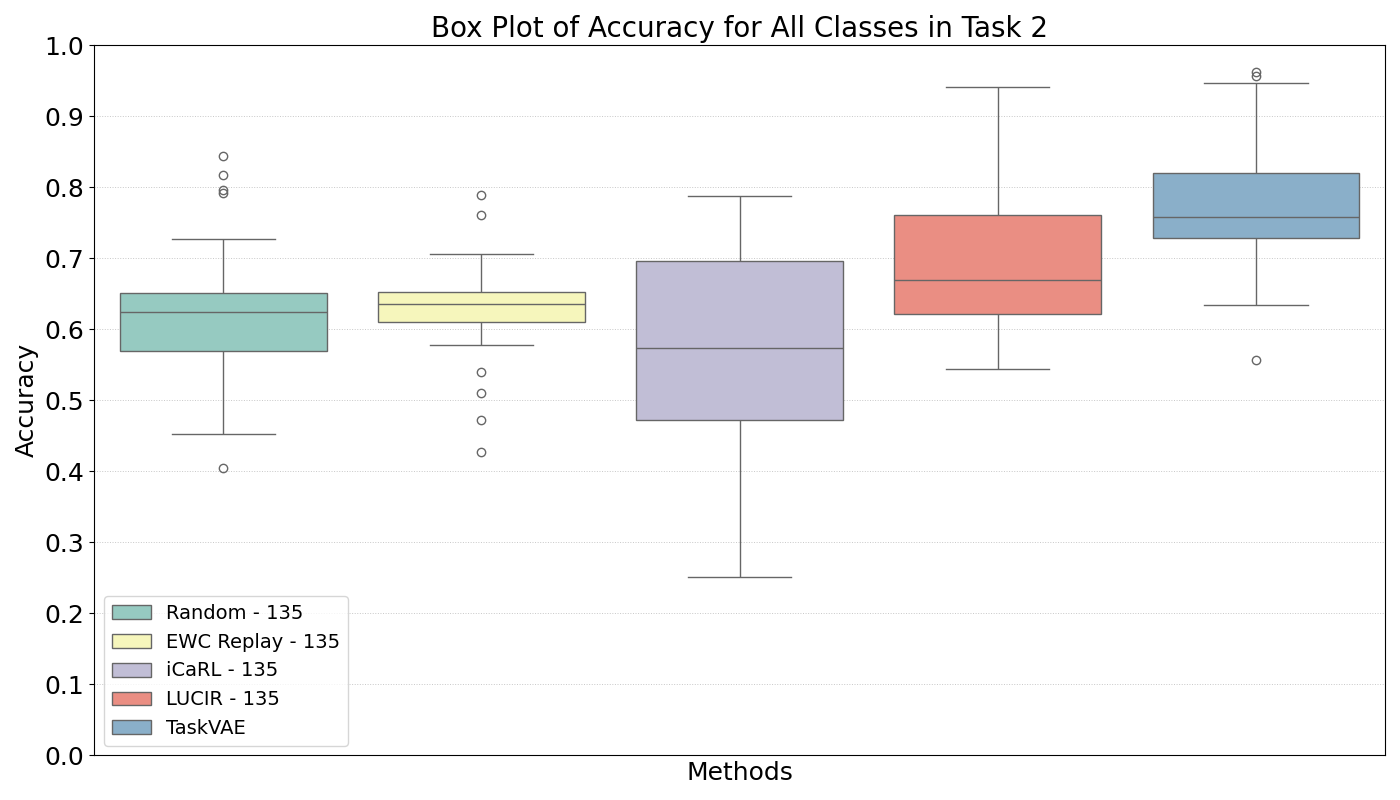 Box Plot of Accuracy for All Classes in Task 2
1.0
0.9
0.8
0.7
0.6
0.5
0.4
0.3
0.2
0.1
0.0
Accuracy
Random - 135
EWC Replay - 135
iCaRL - 135
LUCIR - 135
TaskVAE
Methods